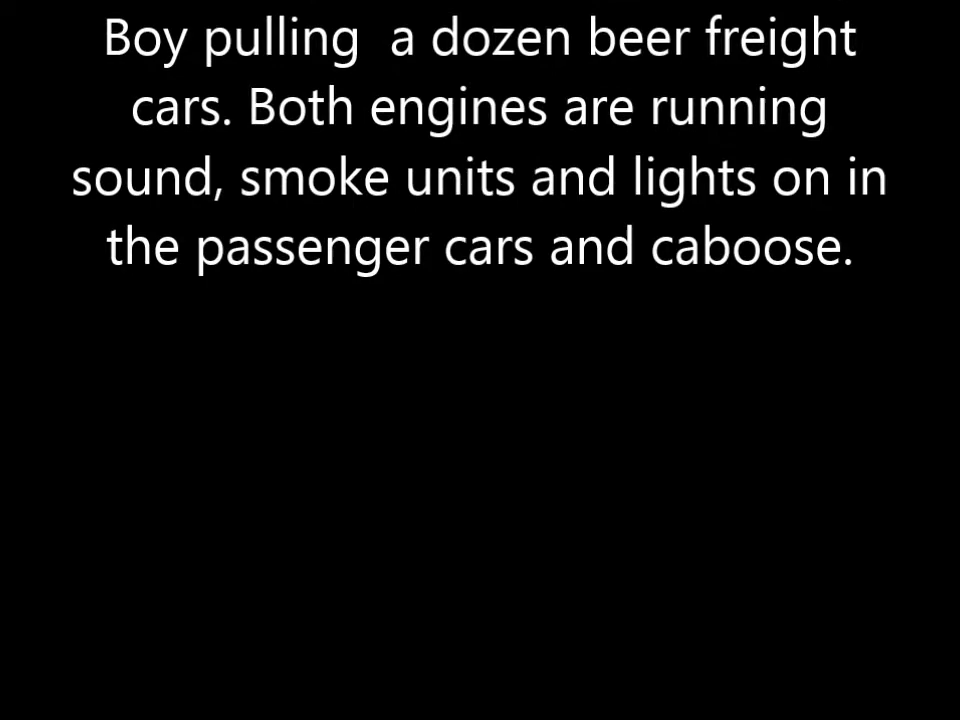 Boy pulling  a dozen beer freight
cars. Both engines are running
sound, smoke units and lights on in
the passenger cars and caboose.